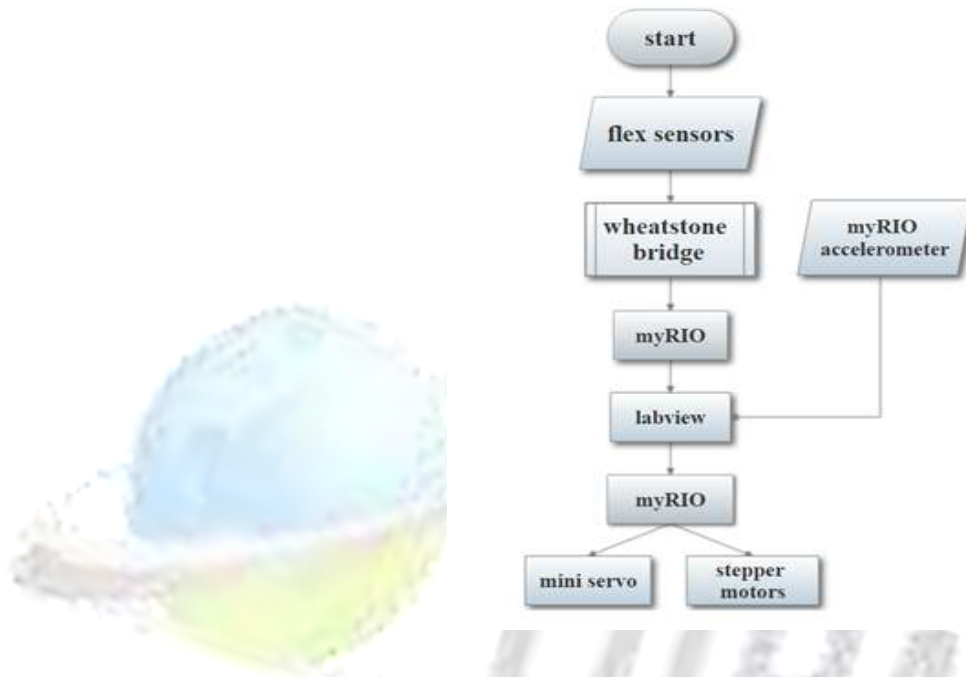 start
flex sensors
wheatstone
bridge
myRIO
accelerometer
myRIO
labview
myRIO
mini servo
stepper
motors